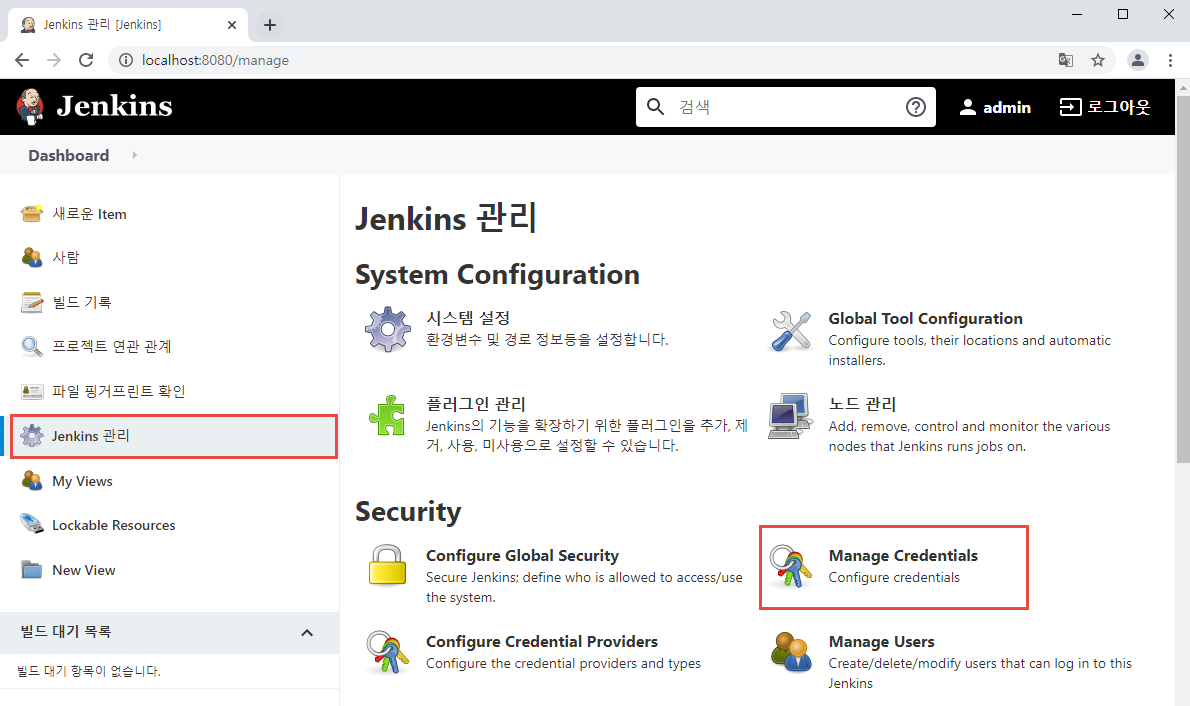 Jenkins 관리 [Jenkins]
localhost:8080/manage
Jenkins
검색
admin
로그아웃
Dashboard
새로운 Item
사람
빌드 기록
프로젝트 연관 관계
파일 핑거프린트 확인
Jenkins 관리
My Views
Lockable Resources
New View
빌드 대기 목록
빌드 대기 항목이 없습니다.
Jenkins 관리
System Configuration
시스템 설정
환경변수 및 경로 정보등을 설정합니다.
Global Tool Configuration
Configure tools, their locations and automatic
installers.
플러그인 관리
Jenkins의 기능을 확장하기 위한 플러그인을 추가, 제
거, 사용, 미사용으로 설정할 수 있습니다.
노드 관리
Add, remove, control and monitor the various
nodes that Jenkins runs jobs on.
Security
Configure Global Security
Secure Jenkins; define who is allowed to access/use
the system.
Manage Credentials
Configure credentials
Configure Credential Providers
Configure the credential providers and types
Manage Users
Create/delete/modify users that can log in to this
Jenkins